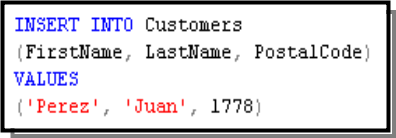 INSERT INTO Customers
(FirstName, LastName, PostalCode)
VALUES
('Perez', 'Juan', 1778)